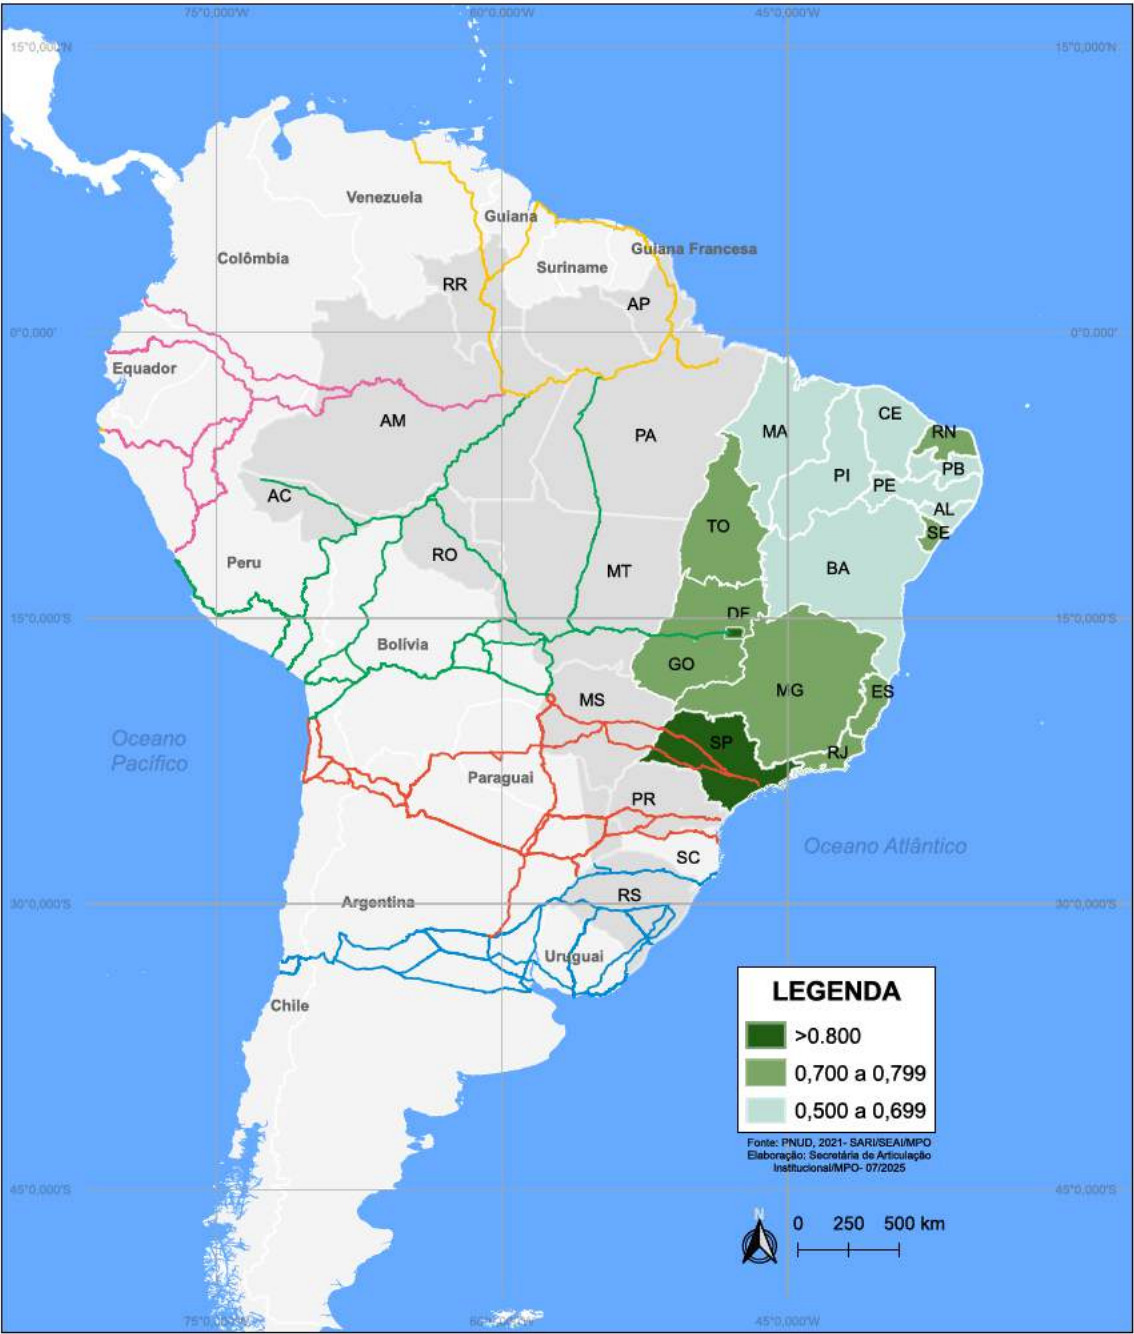 75°0,000'W 60°0,000'W 45°0,000'W
15°0,000'N 15°0,000'N
Venezuela
Guiana
Guiana Francesa
Colômbia
Suriname
RR
AP
0°0,000' 0°0,000'
Equador
AM
PA
MA
CE
RN
PI
PB
PE
AC
AL
TO
SE
RO
Peru
MT
BA
DF
15°0,000'S 15°0,000'S
Bolívia
GO
MG
ES
MS
Oceano
Pacífico
SP
RJ
Paraguai
PR
Oceano Atlântico
SC
RS
Argentina
30°0,000'S 30°0,000'S
Uruguai
Chile
LEGENDA
>0.800
0,700 a 0,799
0,500 a 0,699
Fonte: PNUD, 2021- SARI/SEAI/MPO
Elaboração: Secretária de Articulação
Institucional/MPO- 07/2025
45°0,000'S 45°0,000'S
N
0 250 500 km
75°0,000'W 60°0,000'W 45°0,000'W